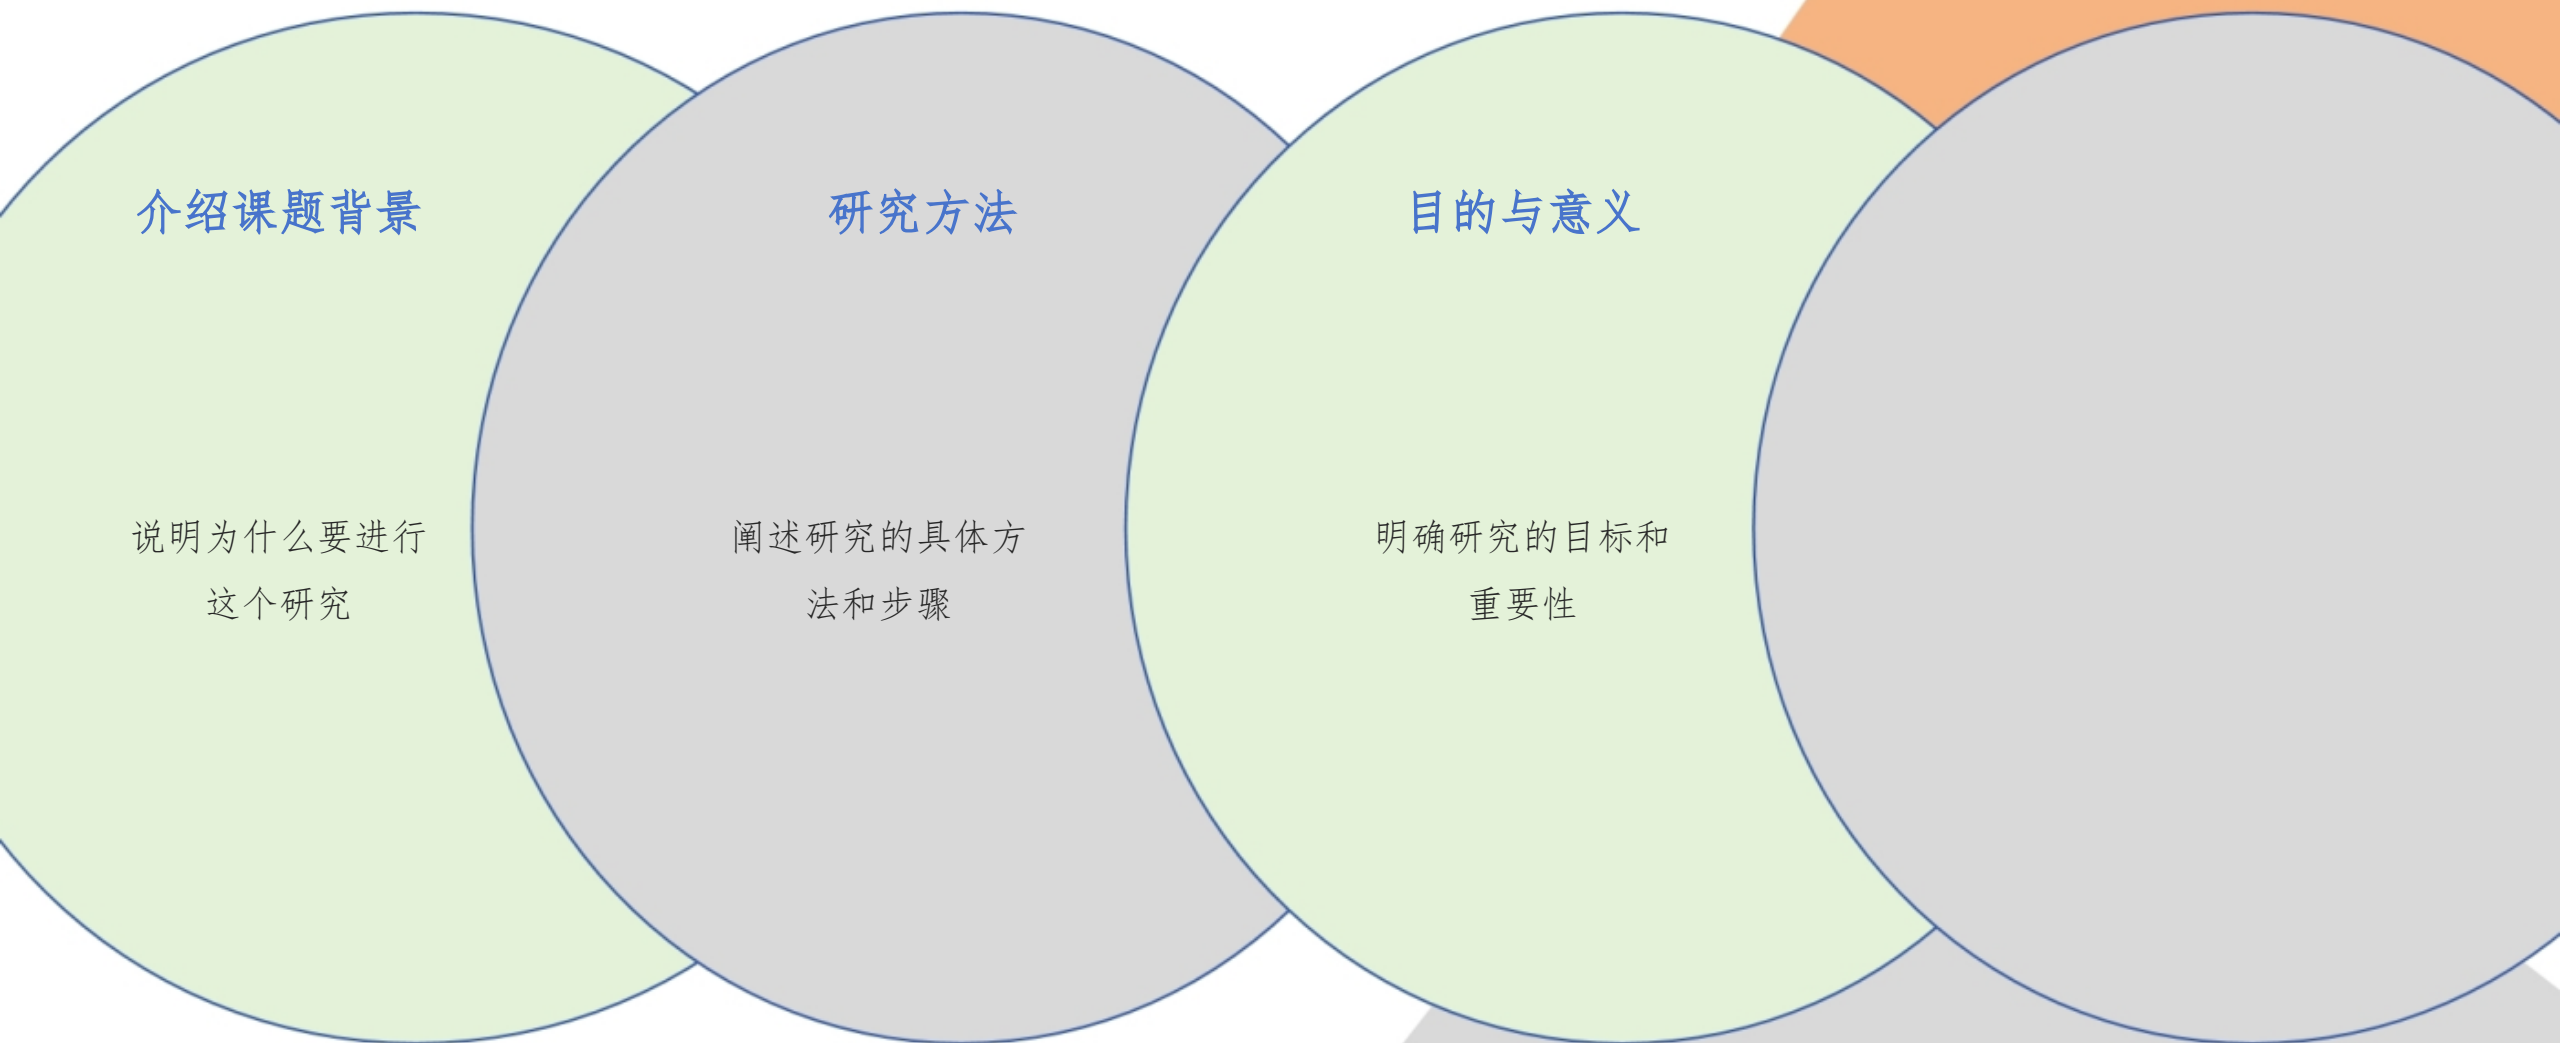 介绍课题背景
说明为什么要进行
这个研究
研究方法
阐述研究的具体方
法和步骤
目的与意义
明确研究的目标和
重要性